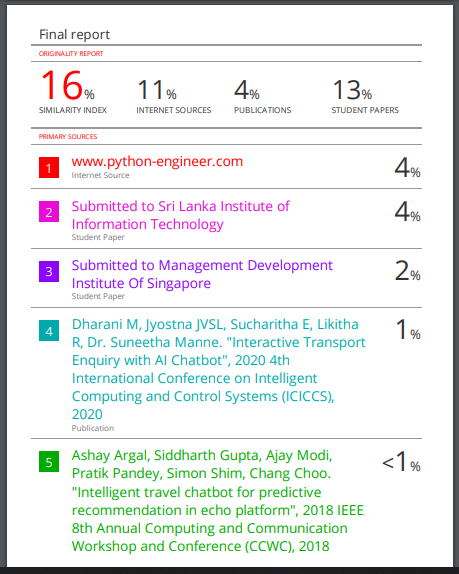 Final report
ORIGINALITY REPORT
16%
11%
4%
13%
SIMILARITY INDEX
INTERNET SOURCES
PUBLICATIONS
STUDENT PAPERS
PRIMARY SOURCES
1
www.python-engineer.com
Internet Source
4%
2
Submitted to Sri Lanka Institute of
Information Technology
Student Paper
4%
3
Submitted to Management Development
Institute Of Singapore
Student Paper
2%
4
Dharani M, Jyostna JVSL, Sucharitha E, Likitha
R, Dr. Suneetha Manne. "Interactive Transport
Enquiry with AI Chatbot", 2020 4th
International Conference on Intelligent
Computing and Control Systems (ICICCS),
2020
Publication
1%
5
Ashay Argal, Siddharth Gupta, Ajay Modi,
Pratik Pandey, Simon Shim, Chang Choo.
"Intelligent travel chatbot for predictive
recommendation in echo platform", 2018 IEEE
8th Annual Computing and Communication
Workshop and Conference (CCWC), 2018
<1%